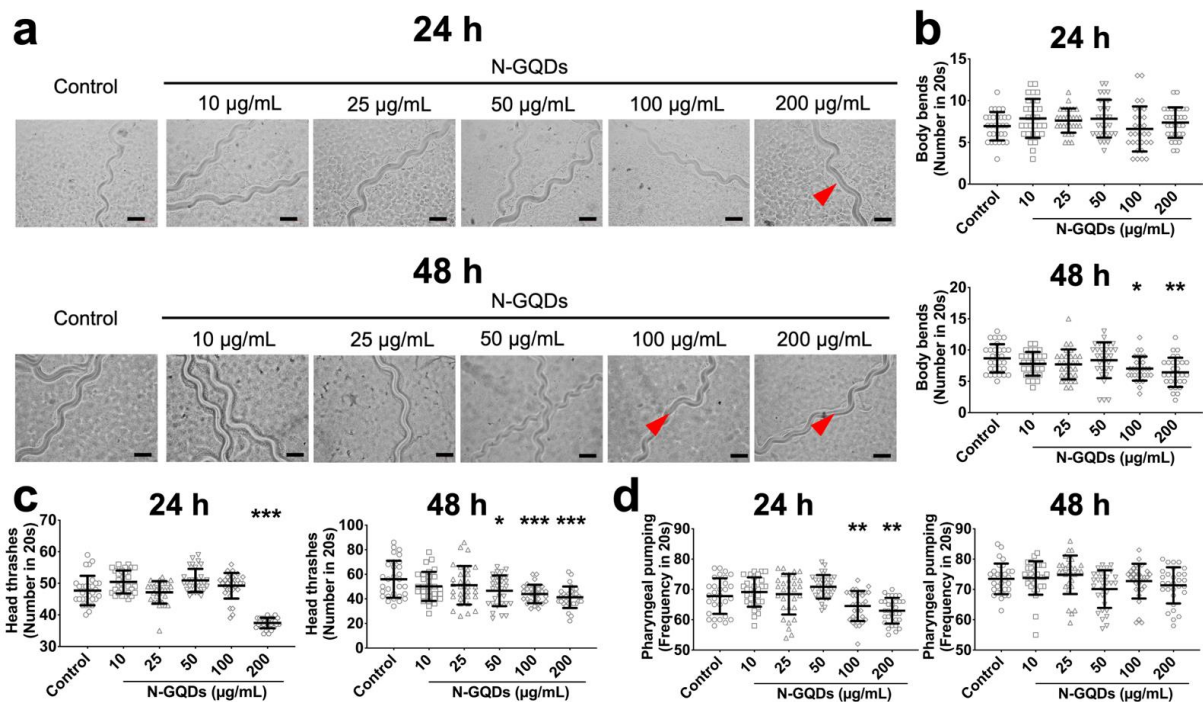 a
24 h
Control
N-GQDs
10 µg/mL 25 µg/mL 50 µg/mL 100 µg/mL 200 µg/mL
48 h
Control
N-GQDs
10 µg/mL 25 µg/mL 50 µg/mL 100 µg/mL 200 µg/mL
b
24 h
Body bends
(Number in 20s)
15
10
5
0
Control 10 25 50 100 200
N-GQDs (µg/mL)
48 h
* **
Body bends
(Number in 20s)
20
15
10
5
0
Control 10 25 50 100 200
N-GQDs (µg/mL)
c
24 h
***
Head thrashes
(Number in 20s)
70
60
50
40
30
Control 10 25 50 100 200
N-GQDs (µg/mL)
48 h
* *** ***
Head thrashes
(Number in 20s)
100
80
60
40
20
0
Control 10 25 50 100 200
N-GQDs (µg/mL)
d
24 h
** **
Pharyngeal pumping
(Frequency in 20s)
90
80
70
60
50
Control 10 25 50 100 200
N-GQDs (µg/mL)
48 h
Pharyngeal pumping
(Frequency in 20s)
90
80
70
60
50
Control 10 25 50 100 200
N-GQDs (µg/mL)